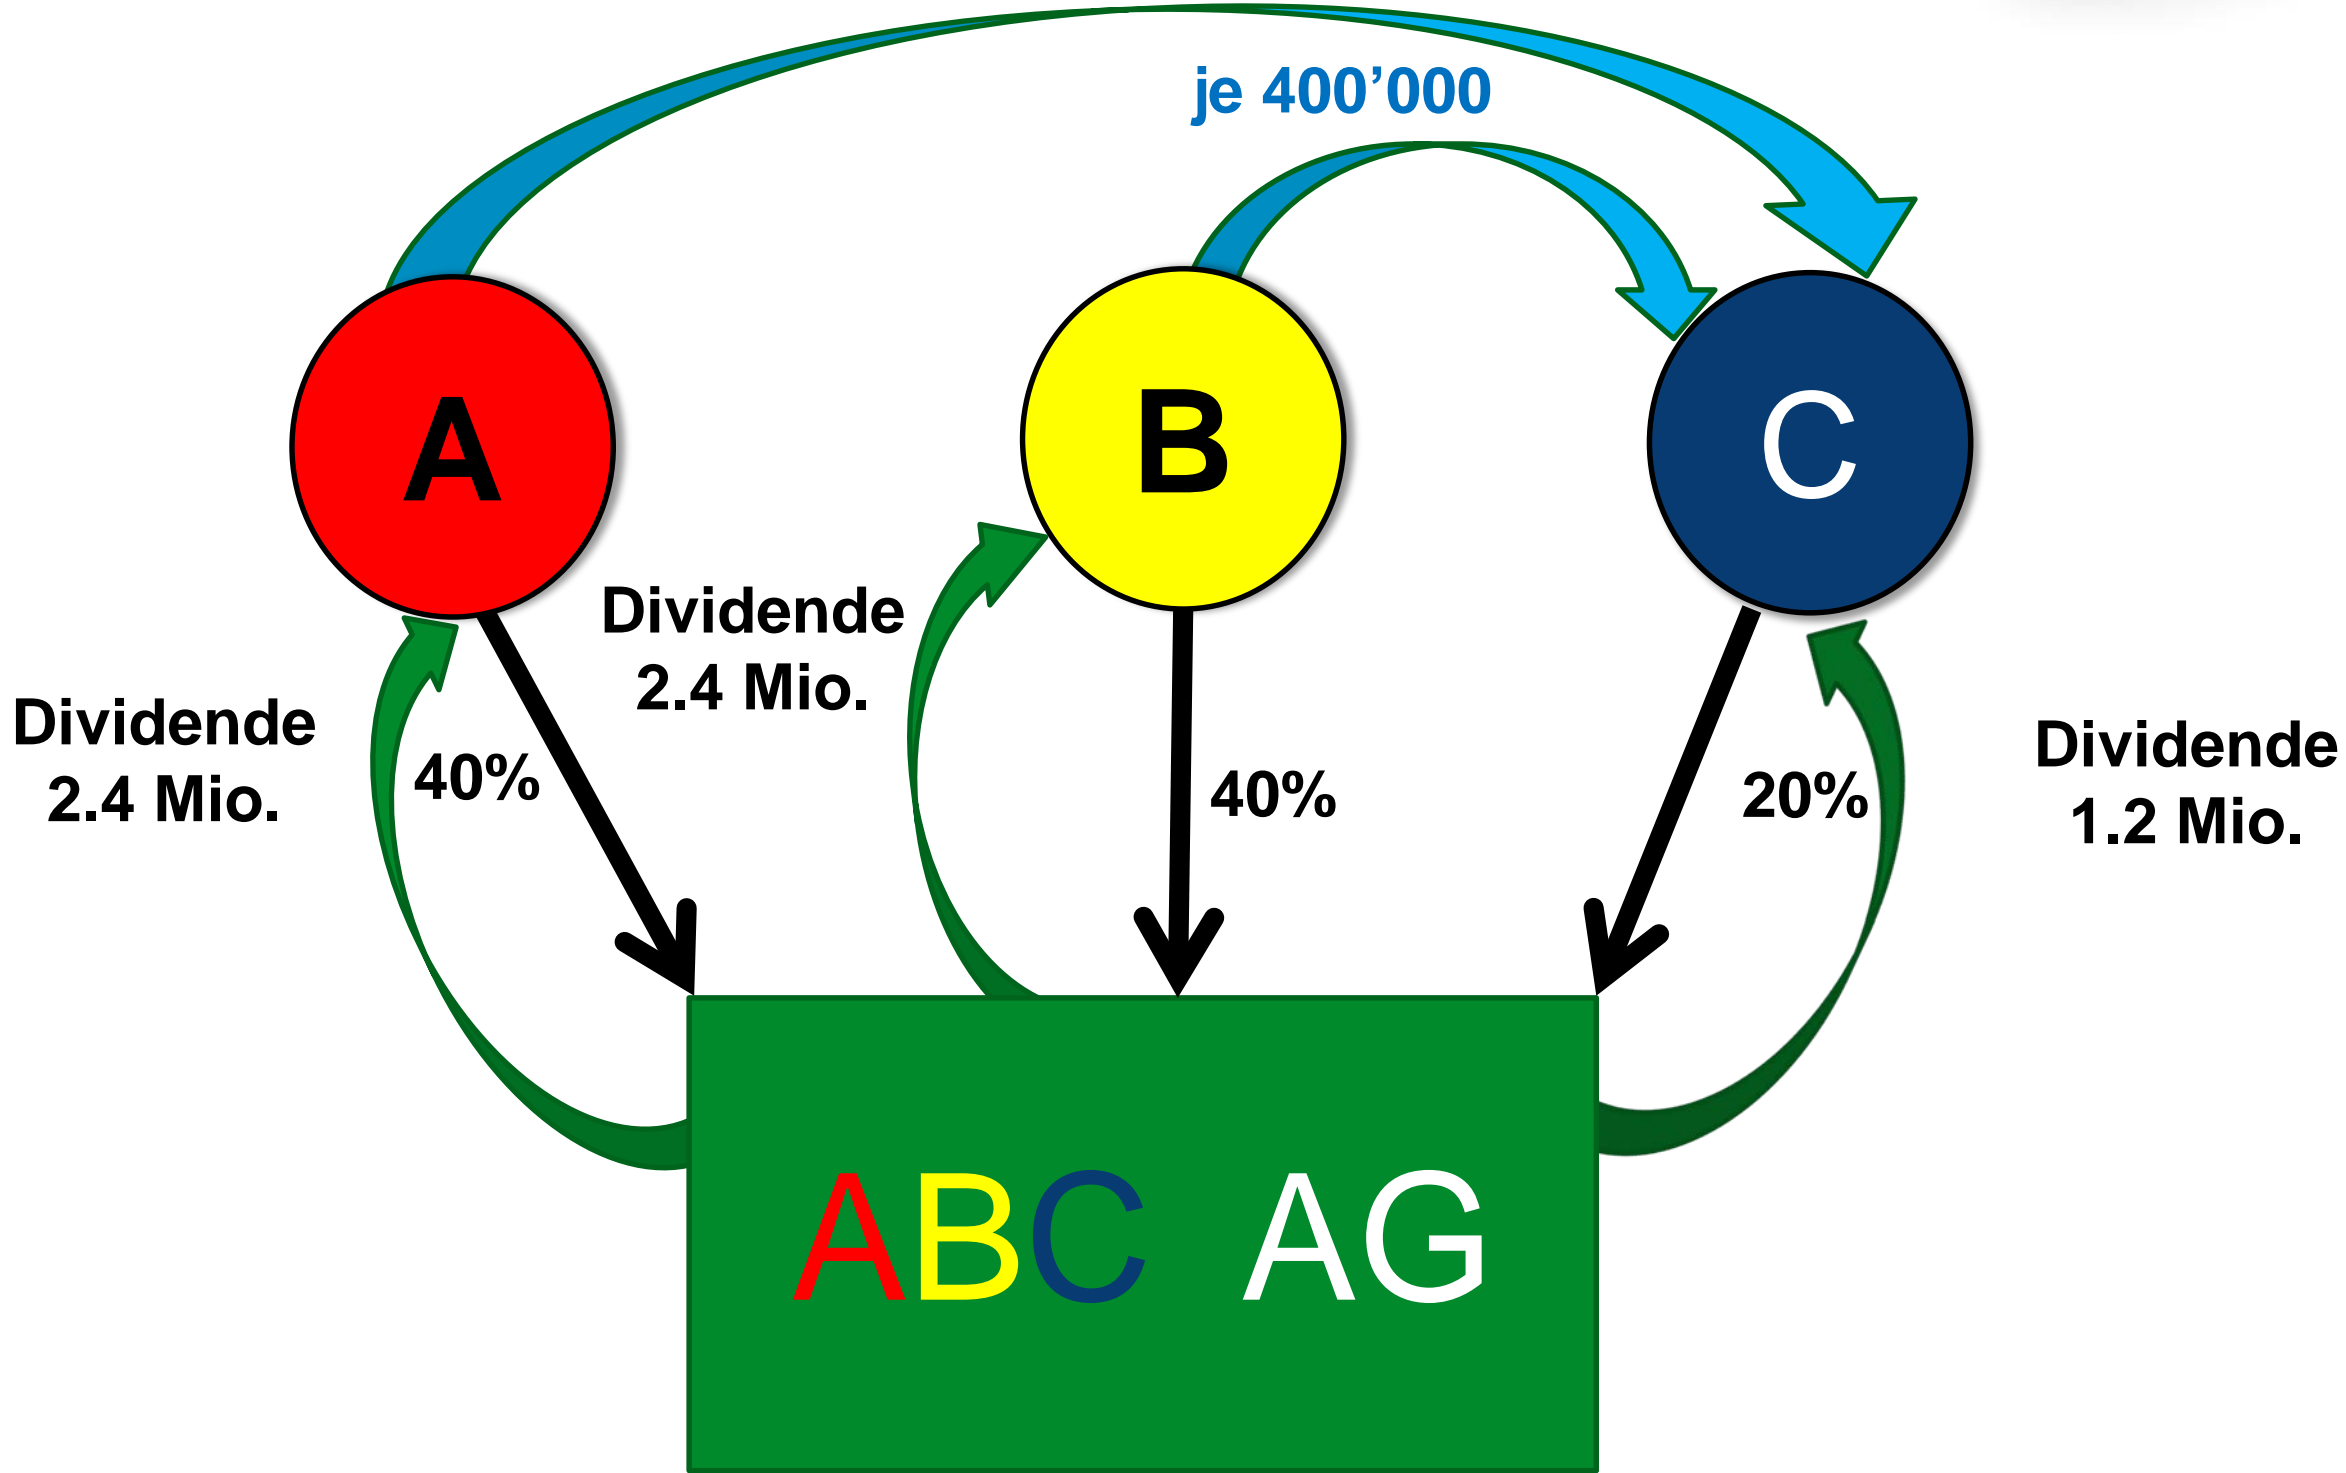 je 400’000
A
B
C
Dividende
2.4 Mio.
Dividende
2.4 Mio.
40%
40%
20%
Dividende
1.2 Mio.
ABC AG